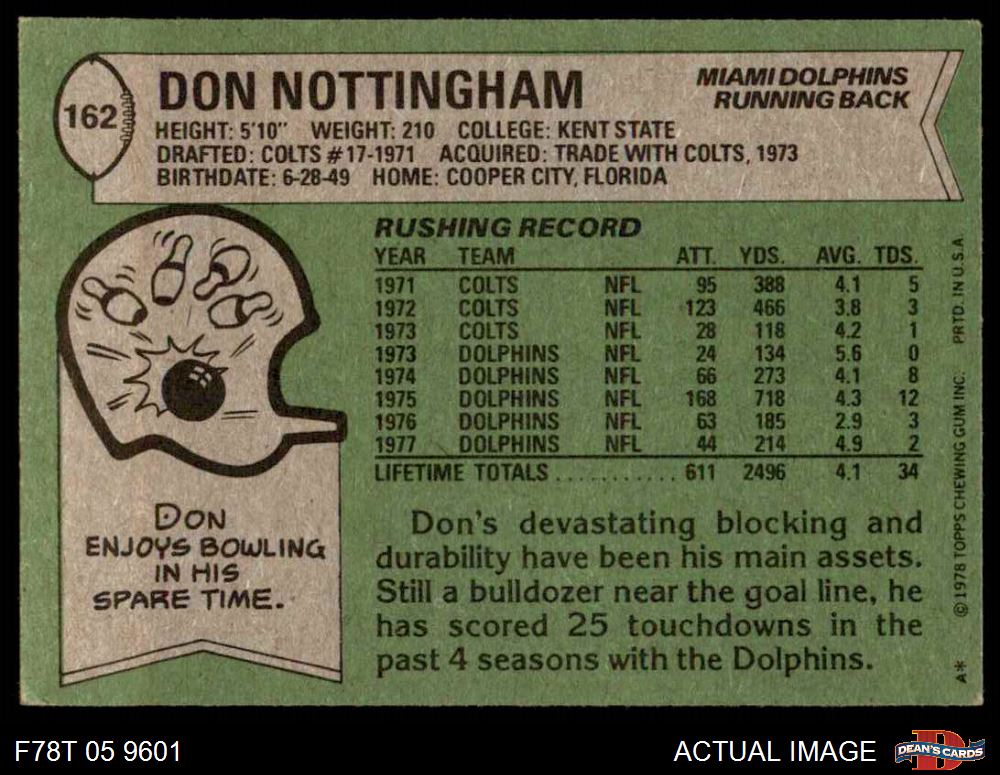 162
DON NOTTINGHAM
MIAMI DOLPHINS
RUNNING BACK
HEIGHT: 5'10" WEIGHT: 210 COLLEGE: KENT STATE
DRAFTED: COLTS #17-1971 ACQUIRED: TRADE WITH COLTS, 1973
BIRTHDATE: 6-28-49 HOME: COOPER CITY, FLORIDA
RUSHING RECORD
YEAR TEAM ATT. YDS. AVG. TDS.
1971 COLTS NFL 95 388 4.1 5
1972 COLTS NFL 123 466 3.8 3
1973 COLTS NFL 28 118 4.2 1
1973 DOLPHINS NFL 24 134 5.6 0
1974 DOLPHINS NFL 66 273 4.1 8
1975 DOLPHINS NFL 168 718 4.3 12
1976 DOLPHINS NFL 63 185 2.9 3
1977 DOLPHINS NFL 44 214 4.9 2
LIFETIME TOTALS ........... 611 2496 4.1 34
DON
ENJOYS BOWLING
IN HIS
SPARE TIME.
Don's devastating blocking and
durability have been his main assets.
Still a bulldozer near the goal line, he
has scored 25 touchdowns in the
past 4 seasons with the Dolphins.
A* © 1978 TOPPS CHEWING GUM INC. PRTD. IN U.S.A
F78T 05 9601
ACTUAL IMAGE
DEAN'S CARDS